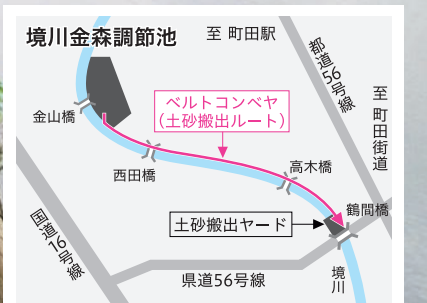 境川金森調節池
至 町田駅
都道56号線
至 町田街道
金山橋
ベルトコンベヤ
(土砂搬出ルート)
西田橋
高木橋
鶴間橋
土砂搬出ヤード
国道16号線
県道56号線
境川